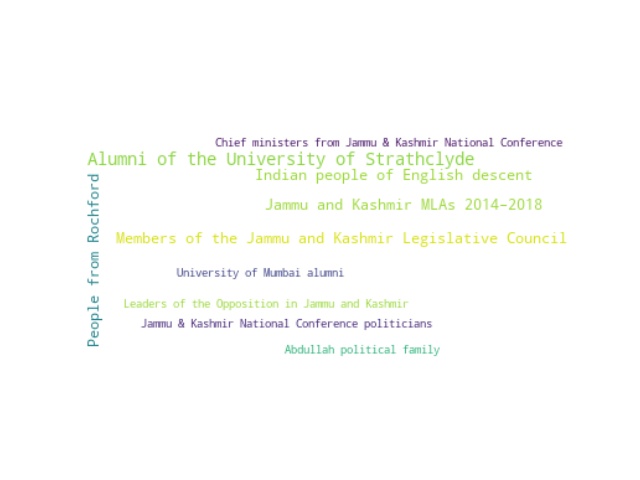 Chief ministers from Jammu & Kashmir National Conference
Alumni of the University of Strathclyde
Indian people of English descent
People from Rochford
Jammu and Kashmir MLAs 2014–2018
Members of the Jammu and Kashmir Legislative Council
University of Mumbai alumni
Leaders of the Opposition in Jammu and Kashmir
Jammu & Kashmir National Conference politicians
Abdullah political family